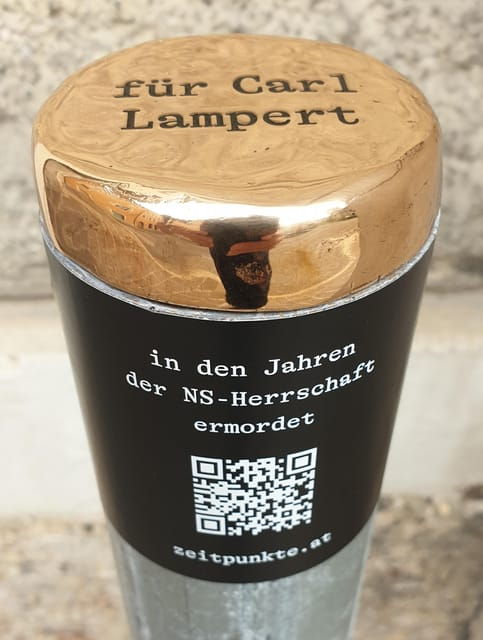 für Carl
Lampert
in den Jahren
der NS-Herrschaft
ermordet
zeitpunkte.at